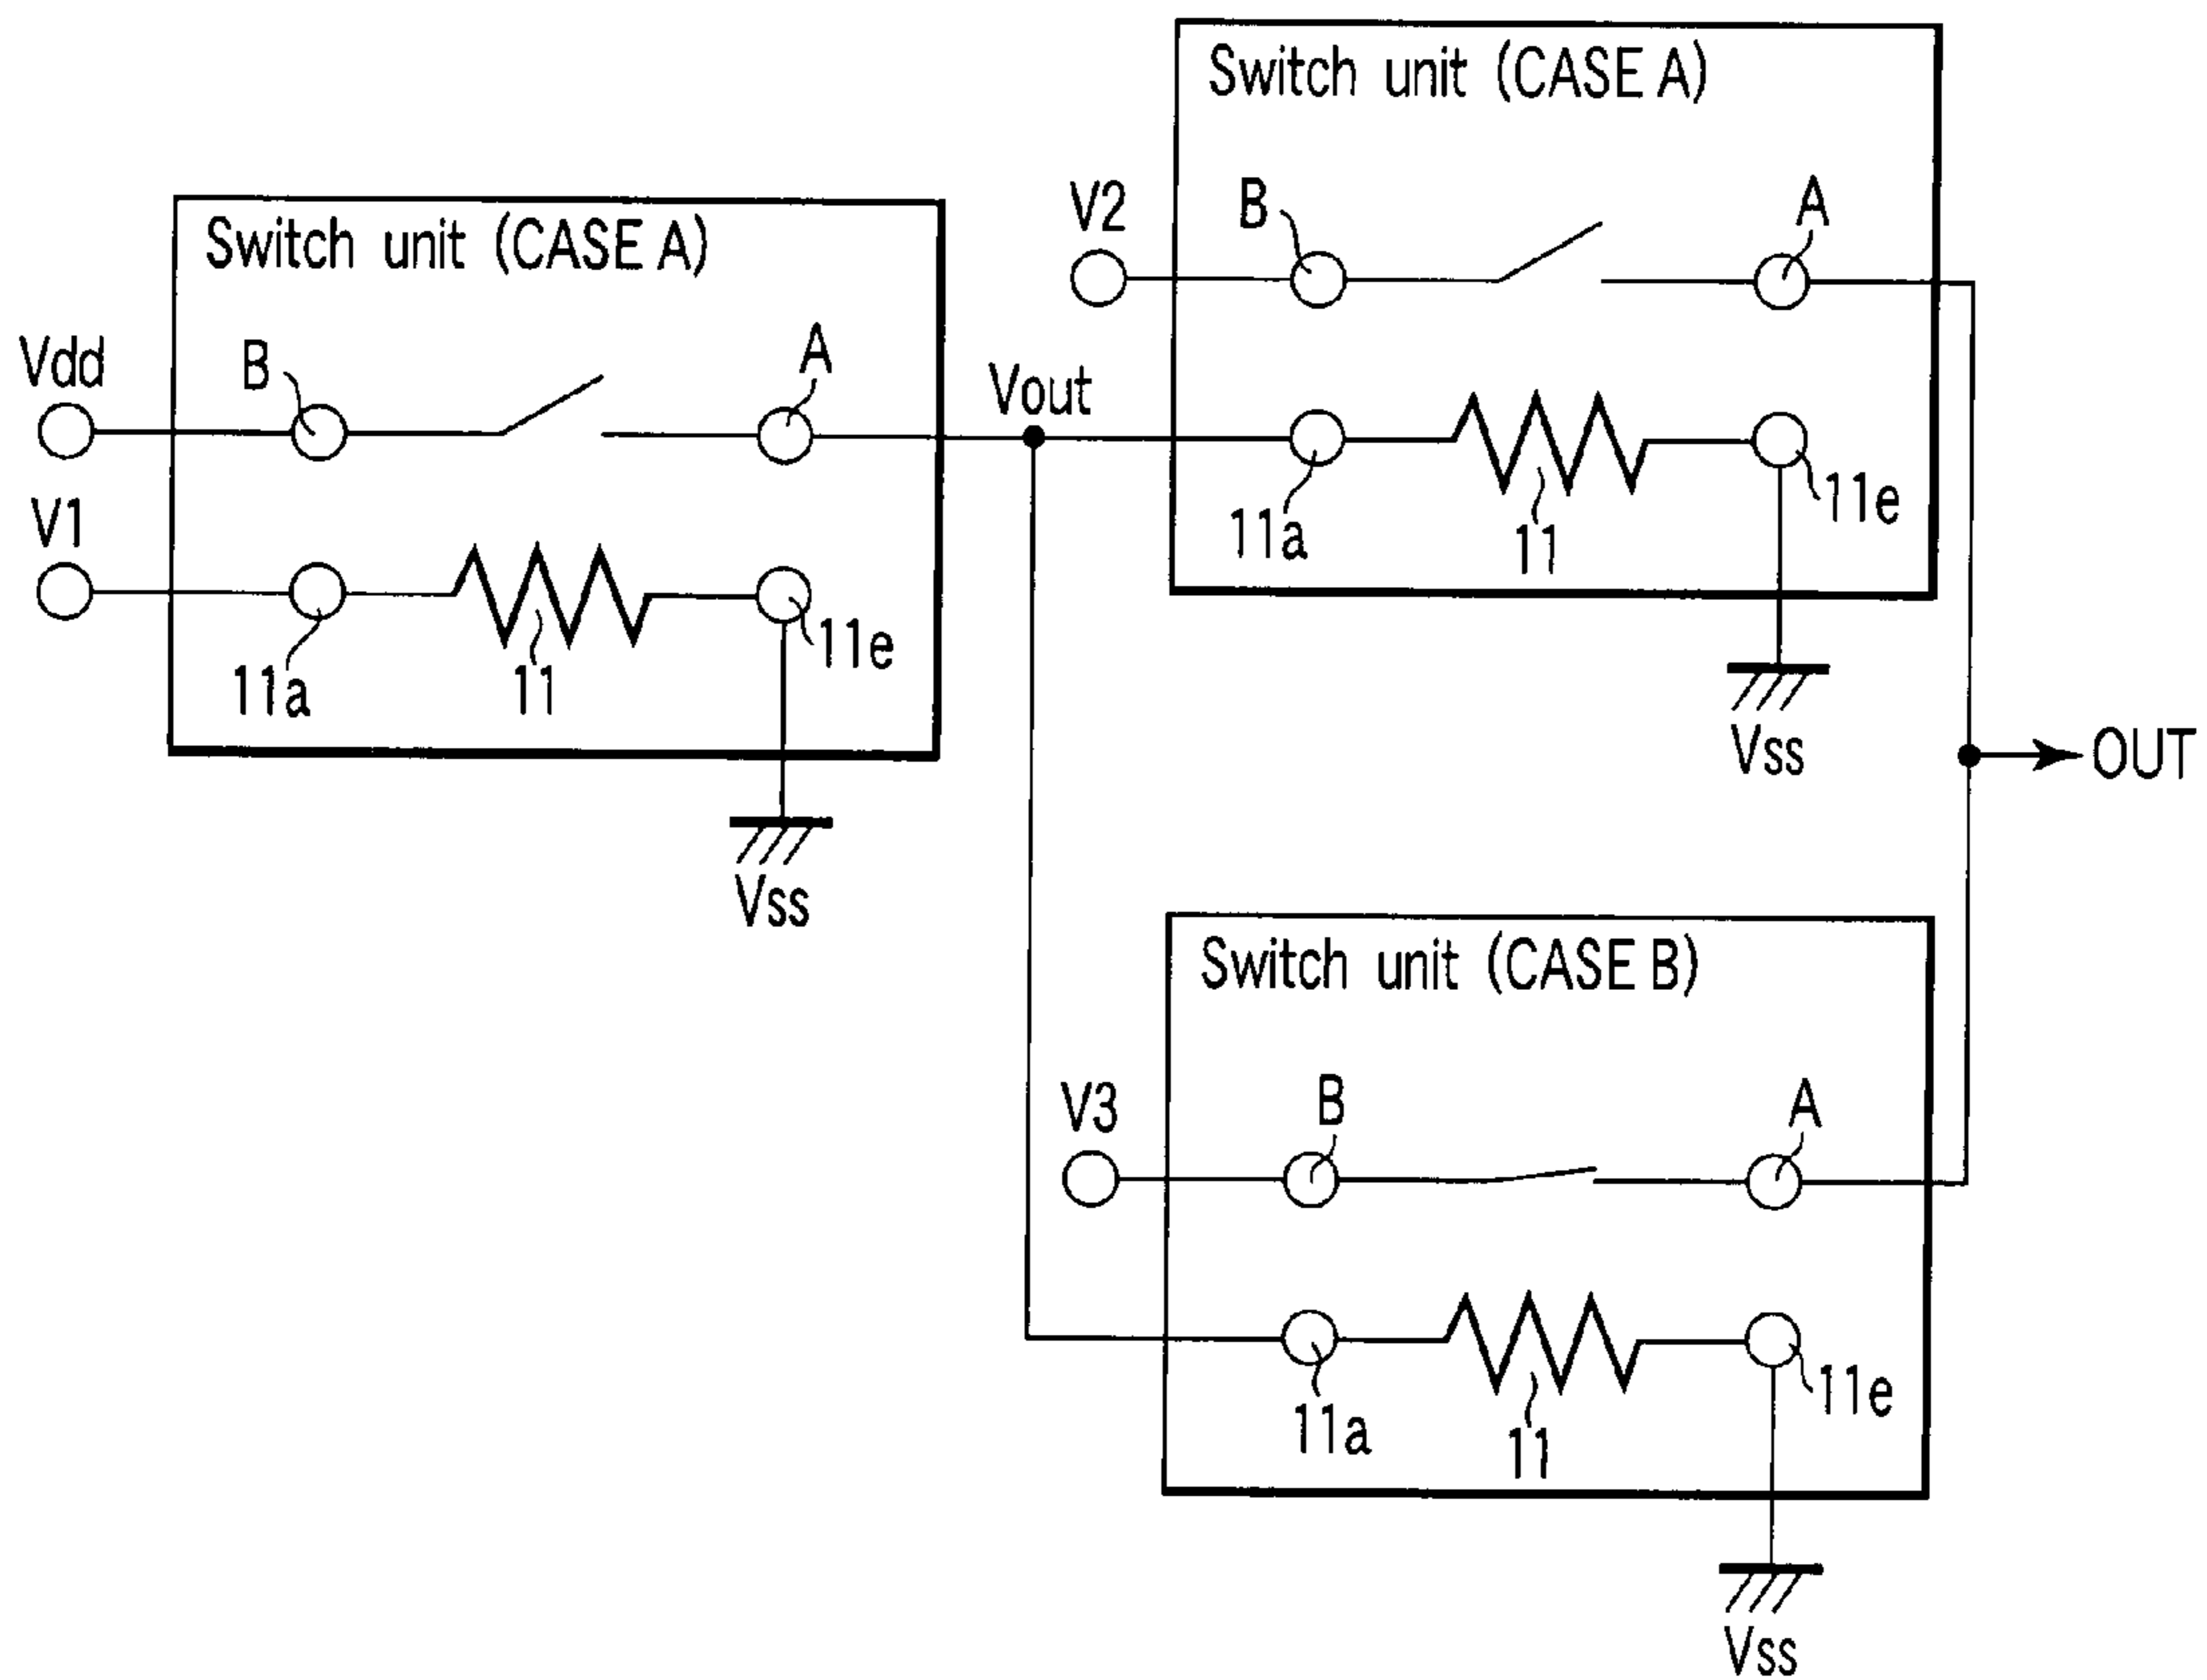 Switch unit (CASE A)
Vdd
B
A
V1
11a
11
11e
Vss
Vout
Switch unit (CASE A)
V2
B
A
11a
11
11e
Vss
OUT
Switch unit (CASE B)
V3
B
A
11a
11
11e
Vss